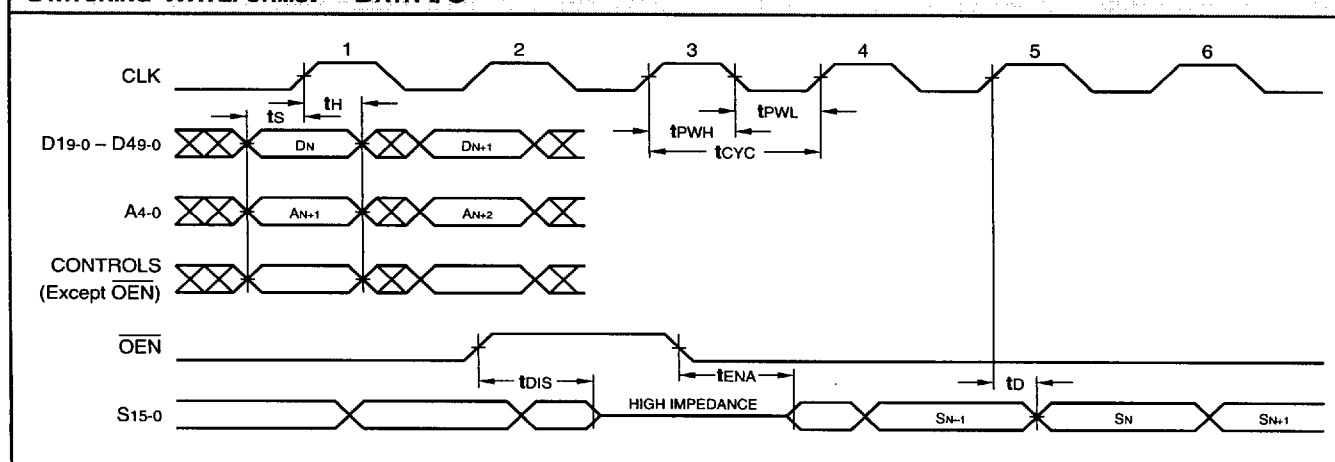 1 2 3 4 5 6
CLK
tS tH
tPWH tPWL
tCYC
D19-0 – D49-0 DN DN+1
A4-0 AN+1 AN+2
CONTROLS
(Except OEN)
OEN
tDIS tENA tD
S15-0 HIGH IMPEDANCE SN–1 SN SN+1